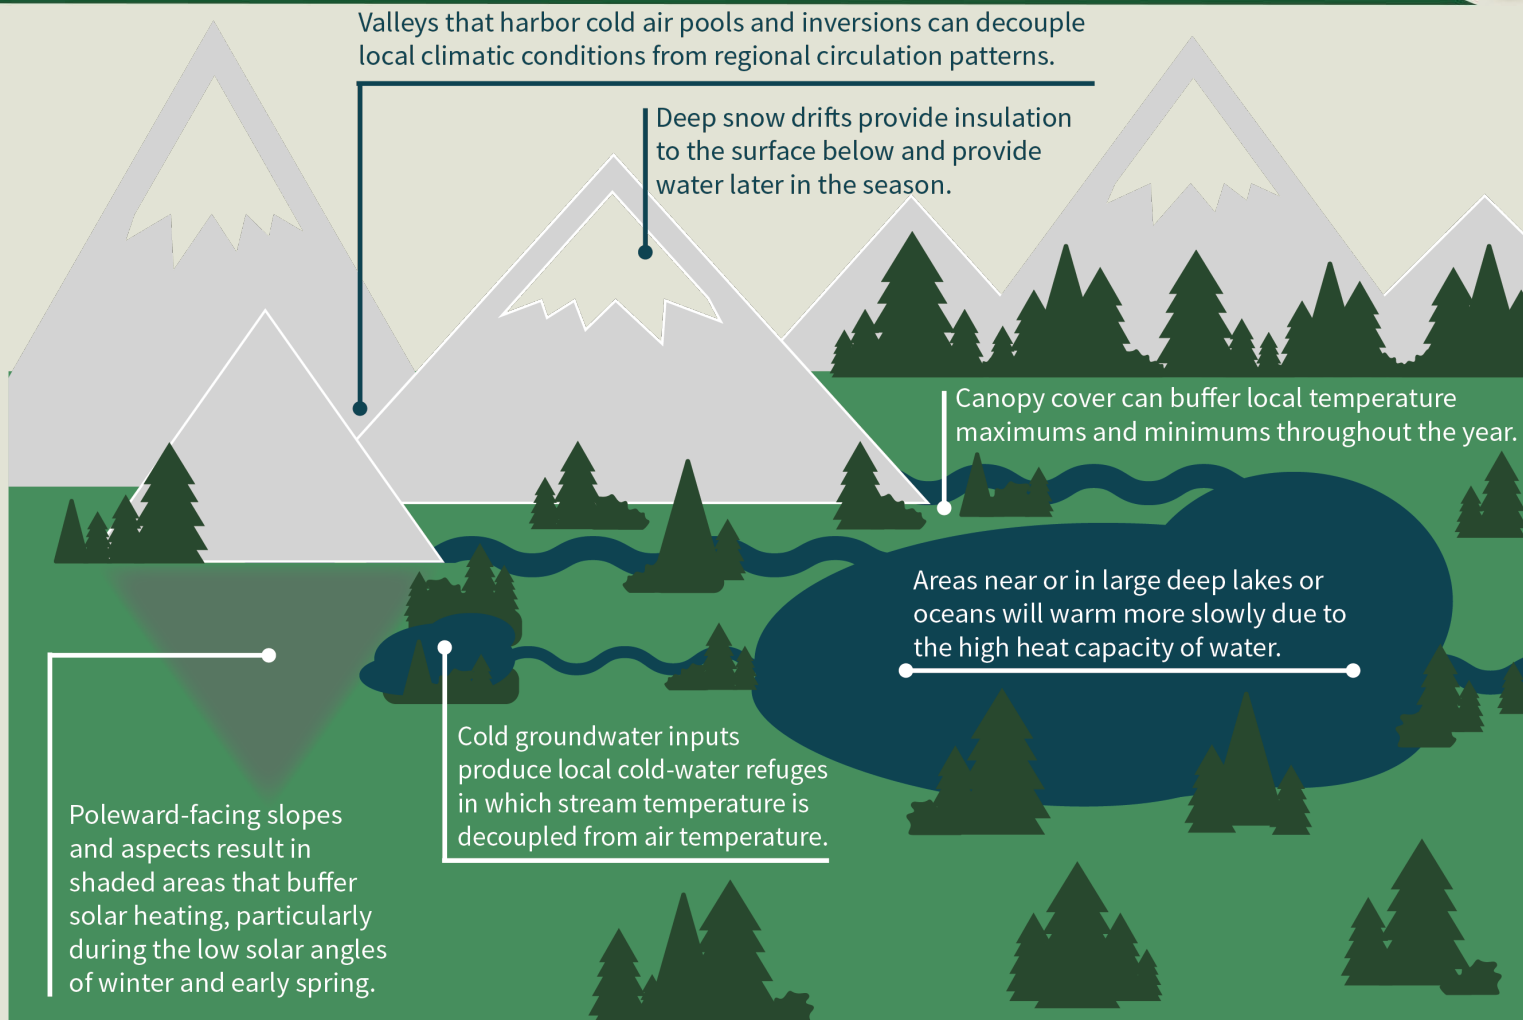 Valleys that harbor cold air pools and inversions can decouple
local climatic conditions from regional circulation patterns.
Deep snow drifts provide insulation
to the surface below and provide
water later in the season.
Canopy cover can buffer local temperature
maximums and minimums throughout the year.
Areas near or in large deep lakes or
oceans will warm more slowly due to
the high heat capacity of water.
Cold groundwater inputs
produce local cold-water refuges
in which stream temperature is
decoupled from air temperature.
Poleward-facing slopes
and aspects result in
shaded areas that buffer
solar heating, particularly
during the low solar angles
of winter and early spring.